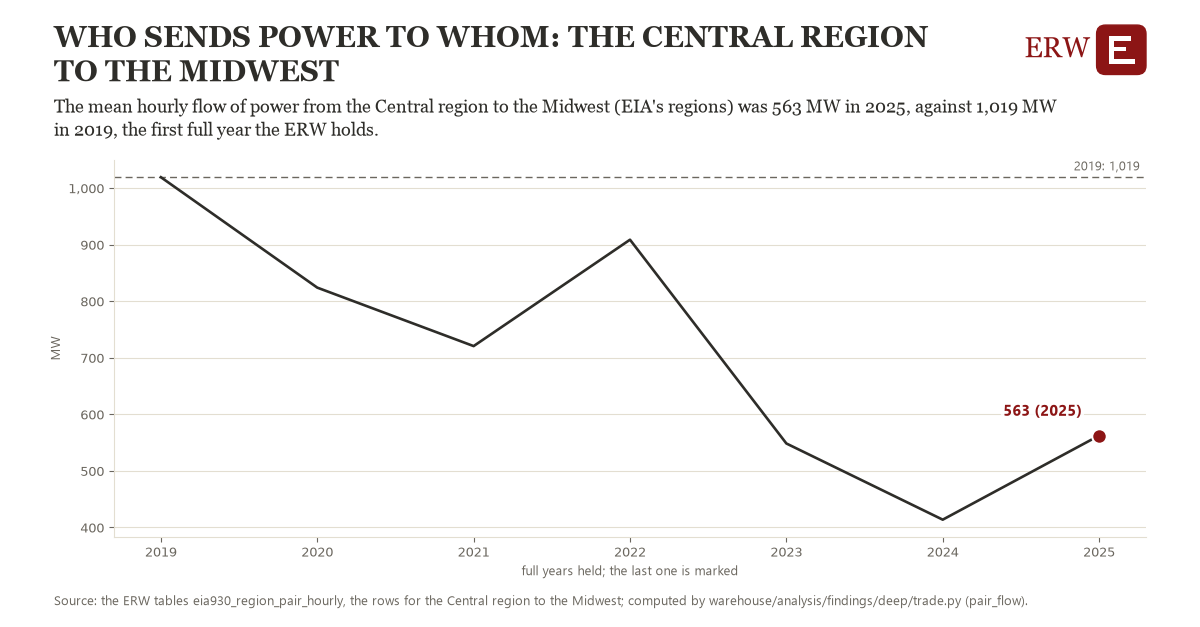 WHO SENDS POWER TO WHOM: THE CENTRAL REGION
TO THE MIDWEST
ERW E
The mean hourly flow of power from the Central region to the Midwest (EIA's regions) was 563 MW in 2025, against 1,019 MW
in 2019, the first full year the ERW holds.
2019: 1,019
1,000
900
800
700
600
500
400
MW
563 (2025)
2019 2020 2021 2022 2023 2024 2025
full years held; the last one is marked
Source: the ERW tables eia930_region_pair_hourly, the rows for the Central region to the Midwest; computed by warehouse/analysis/findings/deep/trade.py (pair_flow).